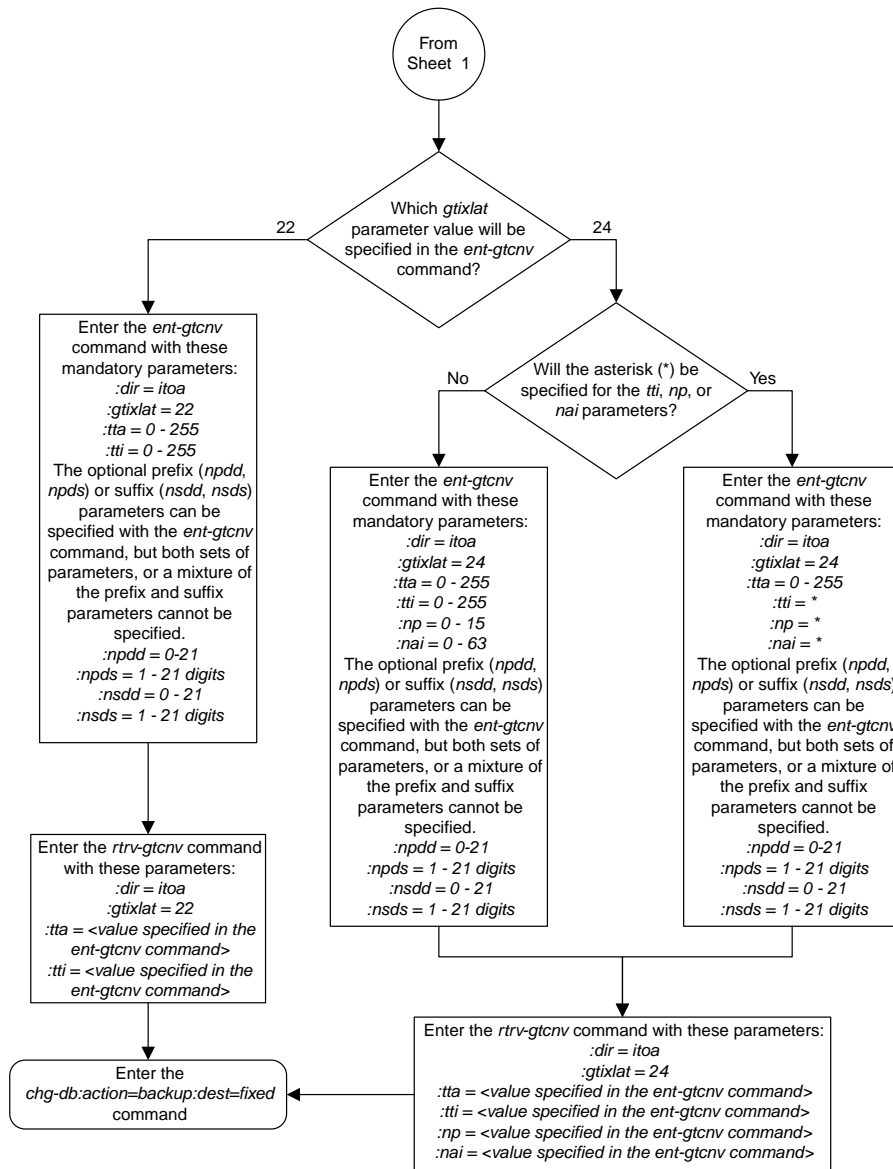 From
Sheet 1
Which gtixlat
parameter value will be
specified in the ent-gtcnv
command?
22
24
Enter the ent-gtcnv
command with these
mandatory parameters:
:dir = itoa
:gtixlat = 22
:tta = 0 - 255
:tti = 0 - 255
The optional prefix (npdd,
npds) or suffix (nsdd, nsds)
parameters can be
specified with the ent-gtcnv
command, but both sets of
parameters, or a mixture of
the prefix and suffix
parameters cannot be
specified.
:npdd = 0-21
:npds = 1 - 21 digits
:nsdd = 0 - 21
:nsds = 1 - 21 digits
Will the asterisk (*) be
specified for the tti, np, or
nai parameters?
No
Yes
Enter the ent-gtcnv
command with these
mandatory parameters:
:dir = itoa
:gtixlat = 24
:tta = 0 - 255
:tti = 0 - 255
:np = 0 - 15
:nai = 0 - 63
The optional prefix (npdd,
npds) or suffix (nsdd, nsds)
parameters can be
specified with the ent-gtcnv
command, but both sets of
parameters, or a mixture of
the prefix and suffix
parameters cannot be
specified.
:npdd = 0-21
:npds = 1 - 21 digits
:nsdd = 0 - 21
:nsds = 1 - 21 digits
Enter the ent-gtcnv
command with these
mandatory parameters:
:dir = itoa
:gtixlat = 24
:tta = 0 - 255
:tti = *
:np = *
:nai = *
The optional prefix (npdd,
npds) or suffix (nsdd, nsds)
parameters can be
specified with the ent-gtcnv
command, but both sets of
parameters, or a mixture of
the prefix and suffix
parameters cannot be
specified.
:npdd = 0-21
:npds = 1 - 21 digits
:nsdd = 0 - 21
:nsds = 1 - 21 digits
Enter the rtrv-gtcnv command
with these parameters:
:dir = itoa
:gtixlat = 22
:tta = <value specified in the
ent-gtcnv command>
:tti = <value specified in the
ent-gtcnv command>
Enter the rtrv-gtcnv command with these parameters:
:dir = itoa
:gtixlat = 24
:tta = <value specified in the ent-gtcnv command>
:tti = <value specified in the ent-gtcnv command>
:np = <value specified in the ent-gtcnv command>
:nai = <value specified in the ent-gtcnv command>
Enter the
chg-db:action=backup:dest=fixed
command